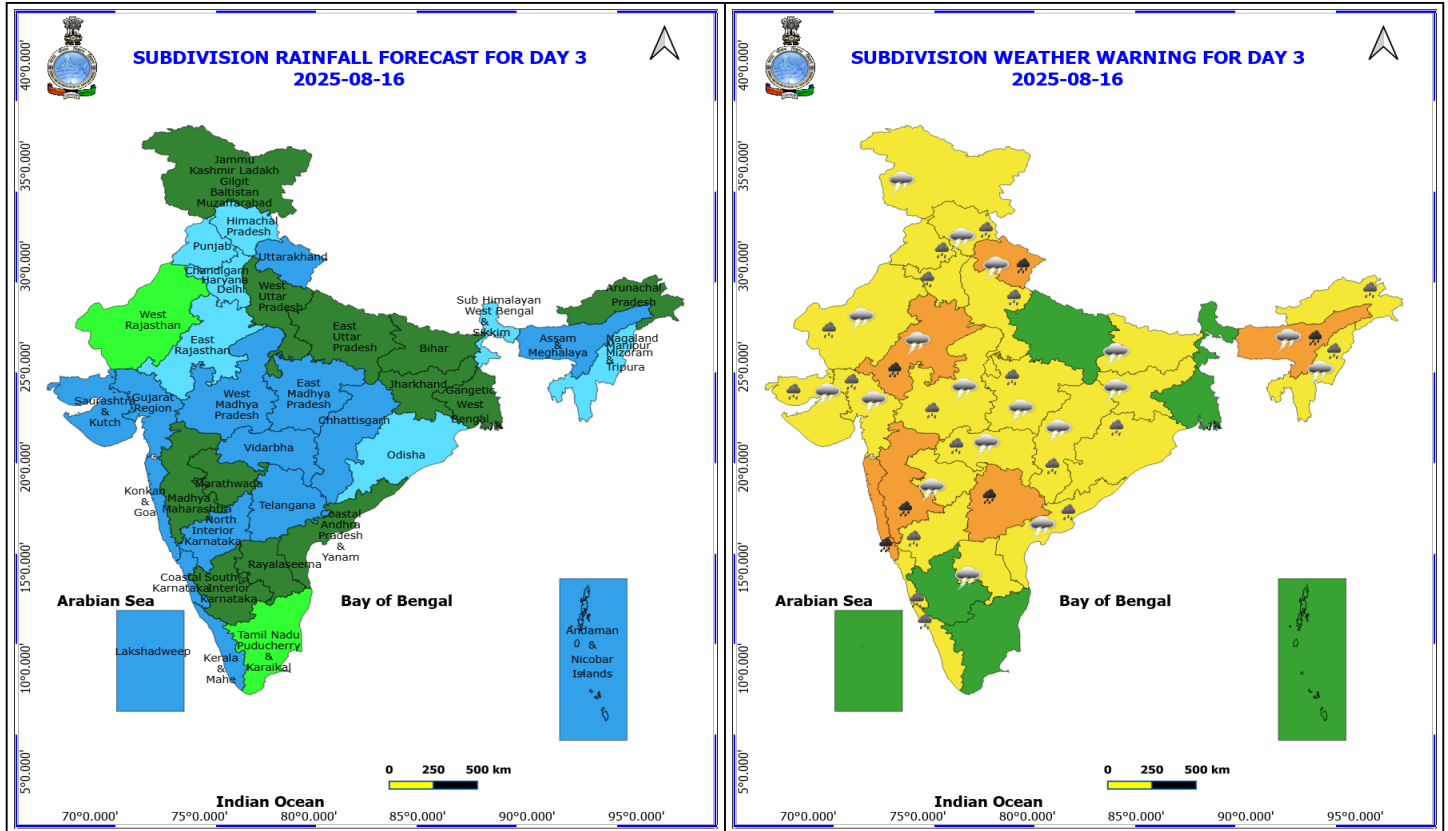 SUBDIVISION RAINFALL FORECAST FOR DAY 3
2025-08-16
40°0.000'
35°0.000'
30°0.000'
25°0.000'
20°0.000'
15°0.000'
10°0.000'
5°0.000'
Jammu
Kashmir Ladakh
Gilgit
Baltistan
Muzaffarabad
Himachal
Pradesh
Punjab
Uttarakhand
Chandigarh
Haryana
Delhi
West
Uttar
Pradesh
West
Rajasthan
East
Rajasthan
East
Uttar
Pradesh
Bihar
Sub Himalayan
West Bengal
&
Sikkim
Arunachal
Pradesh
Assam
&
Meghalaya
Nagaland
Manipur
Mizoram
&
Tripura
Jharkhand
Gangetic
West
Bengal
Saurashtra
&
Kutch
Gujarat
Region
West
Madhya
Pradesh
East
Madhya
Pradesh
Chhattisgarh
Vidarbha
Odisha
Konkan
&
Goa
Marathwada
Madhya
Maharashtra
Telangana
North
Interior
Karnataka
Coastal
Andhra
Pradesh
&
Yanam
Rayalaseema
Coastal
Karnataka
South
Interior
Karnataka
Arabian Sea
Bay of Bengal
Tamil Nadu
Puducherry
&
Karaikal
Lakshadweep
Kerala
&
Mahe
Andaman
&
Nicobar
Islands
0 250 500 km
Indian Ocean
70°0.000' 75°0.000' 80°0.000' 85°0.000' 90°0.000' 95°0.000'
SUBDIVISION WEATHER WARNING FOR DAY 3
2025-08-16
40°0.000'
35°0.000'
30°0.000'
25°0.000'
20°0.000'
15°0.000'
10°0.000'
5°0.000'
Arabian Sea
Bay of Bengal
0 250 500 km
Indian Ocean
70°0.000' 75°0.000' 80°0.000' 85°0.000' 90°0.000' 95°0.000'